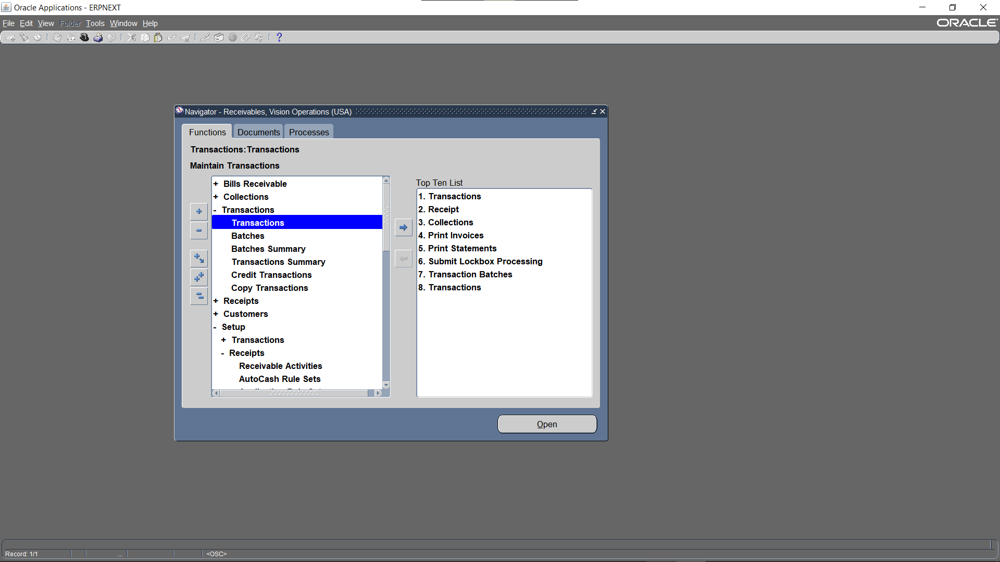 Oracle Applications - ERPNEXT
File Edit View Folder Tools Window Help
ORACLE
?
Navigator - Receivables, Vision Operations (USA)
Functions Documents Processes
Transactions:Transactions
Maintain Transactions
+ Bills Receivable
+ Collections
- Transactions
Transactions
Batches
Batches Summary
Transactions Summary
Credit Transactions
Copy Transactions
+ Receipts
+ Customers
- Setup
+ Transactions
- Receipts
Receivable Activities
AutoCash Rule Sets
Top Ten List
1. Transactions
2. Receipt
3. Collections
4. Print Invoices
5. Print Statements
6. Submit Lockbox Processing
7. Transaction Batches
8. Transactions
Open
Record: 1/1 ... <OSC>